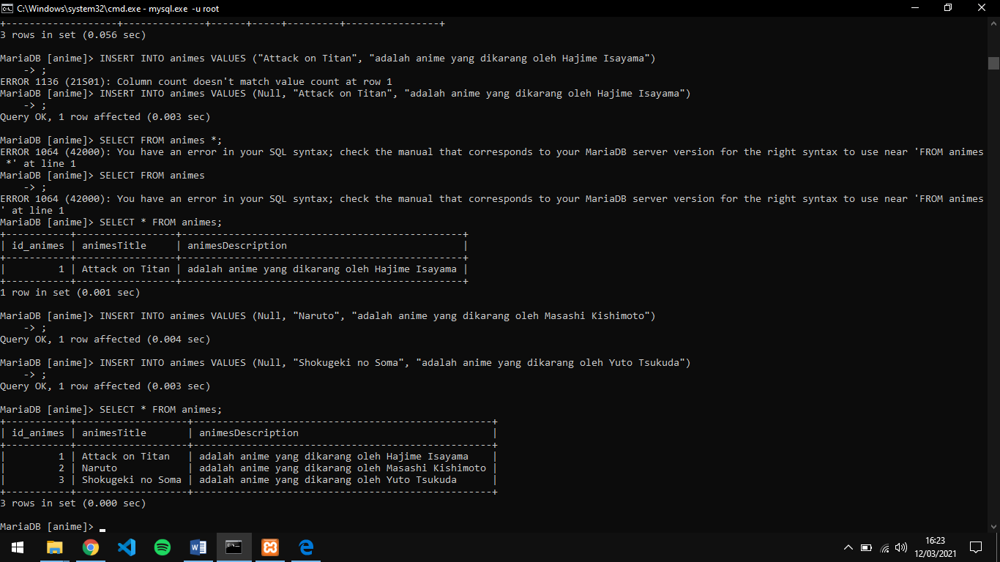 C:\Windows\system32\cmd.exe - mysql.exe -u root
+-------------------+--------------+------+-----+---------+----------------+
3 rows in set (0.056 sec)
MariaDB [anime]> INSERT INTO animes VALUES ("Attack on Titan", "adalah anime yang dikarang oleh Hajime Isayama")
    -> ;
ERROR 1136 (21S01): Column count doesn't match value count at row 1
MariaDB [anime]> INSERT INTO animes VALUES (Null, "Attack on Titan", "adalah anime yang dikarang oleh Hajime Isayama")
    -> ;
Query OK, 1 row affected (0.003 sec)
MariaDB [anime]> SELECT FROM animes *;
ERROR 1064 (42000): You have an error in your SQL syntax; check the manual that corresponds to your MariaDB server version for the right syntax to use near 'FROM animes
 *' at line 1
MariaDB [anime]> SELECT FROM animes
    -> ;
ERROR 1064 (42000): You have an error in your SQL syntax; check the manual that corresponds to your MariaDB server version for the right syntax to use near 'FROM animes
' at line 1
MariaDB [anime]> SELECT * FROM animes;
+-----------+-----------------+------------------------------------------------+
| id_animes | animesTitle     | animesDescription                              |
+-----------+-----------------+------------------------------------------------+
|         1 | Attack on Titan | adalah anime yang dikarang oleh Hajime Isayama |
+-----------+-----------------+------------------------------------------------+
1 row in set (0.001 sec)
MariaDB [anime]> INSERT INTO animes VALUES (Null, "Naruto", "adalah anime yang dikarang oleh Masashi Kishimoto")
    -> ;
Query OK, 1 row affected (0.004 sec)
MariaDB [anime]> INSERT INTO animes VALUES (Null, "Shokugeki no Soma", "adalah anime yang dikarang oleh Yuto Tsukuda")
    -> ;
Query OK, 1 row affected (0.003 sec)
MariaDB [anime]> SELECT * FROM animes;
+-----------+-------------------+---------------------------------------------------+
| id_animes | animesTitle       | animesDescription                                 |
+-----------+-------------------+---------------------------------------------------+
|         1 | Attack on Titan   | adalah anime yang dikarang oleh Hajime Isayama    |
|         2 | Naruto            | adalah anime yang dikarang oleh Masashi Kishimoto |
|         3 | Shokugeki no Soma | adalah anime yang dikarang oleh Yuto Tsukuda      |
+-----------+-------------------+---------------------------------------------------+
3 rows in set (0.000 sec)
MariaDB [anime]>
16:23
12/03/2021